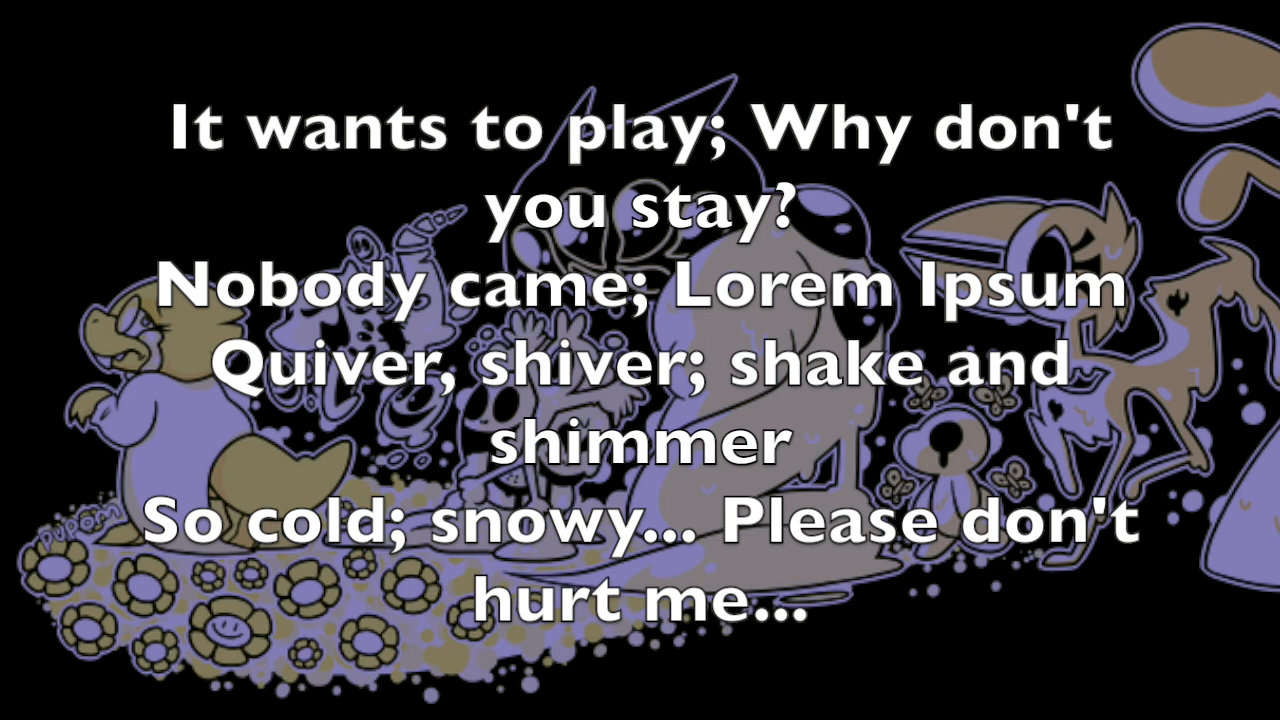 It wants to play; Why don't
you stay?
Nobody came; Lorem Ipsum
Quiver, shiver; shake and
shimmer
So cold; snowy... Please don't
hurt me...